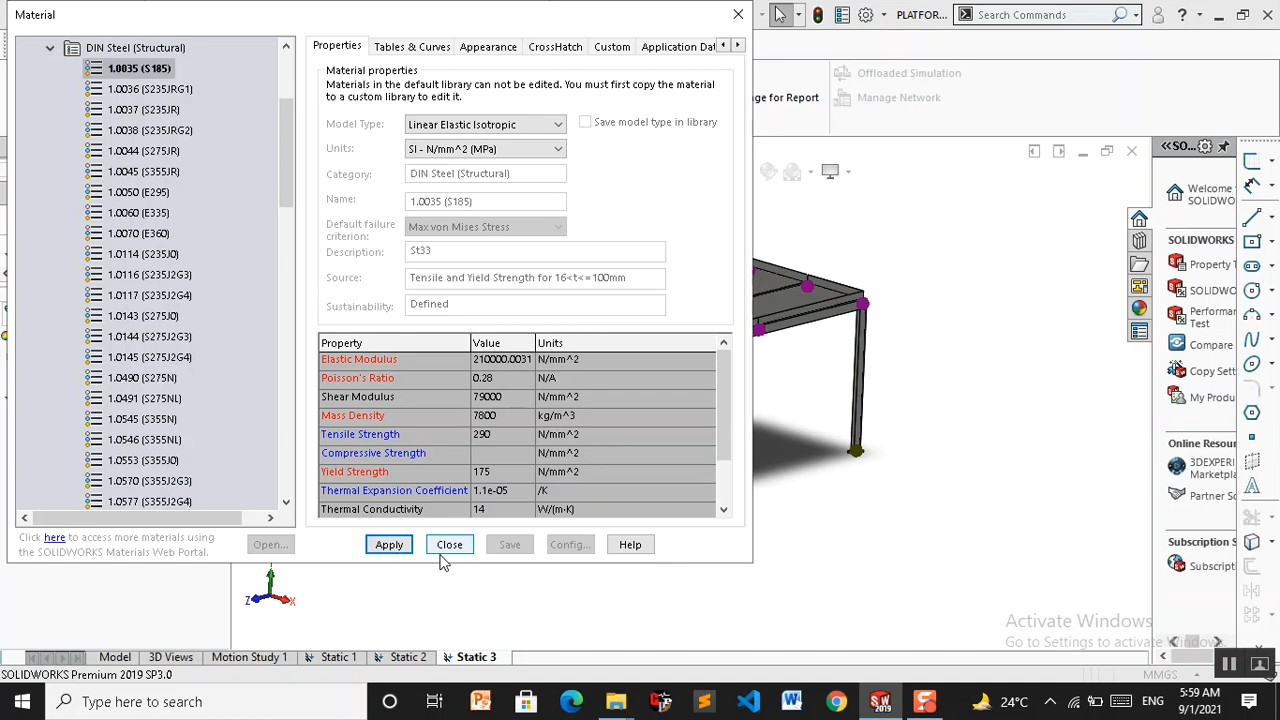 Material
PLATFOR...
Search Commands
DIN Steel (Structural)
1.0035 (S185)
1.0036 (S235JRG1)
1.0037 (S235JR)
1.0038 (S235JRG2)
1.0044 (S275JR)
1.0045 (S355JR)
1.0050 (E295)
1.0060 (E335)
1.0070 (E360)
1.0114 (S235J0)
1.0116 (S235J2G3)
1.0117 (S235J2G4)
1.0143 (S275J0)
1.0144 (S275J2G3)
1.0145 (S275J2G4)
1.0490 (S275N)
1.0491 (S275NL)
1.0545 (S355N)
1.0546 (S355NL)
1.0553 (S355J0)
1.0570 (S355J2G3)
1.0577 (S355J2G4)
Click here to access more materials using
the SOLIDWORKS Materials Web Portal.
Open...
Properties Tables & Curves Appearance CrossHatch Custom Application Dat
Material properties
Materials in the default library can not be edited. You must first copy the material
to a custom library to edit it.
Model Type: Linear Elastic Isotropic Save model type in library
Units: SI - N/mm^2 (MPa)
Category: DIN Steel (Structural)
Name: 1.0035 (S185)
Default failure
criterion: Max von Mises Stress
Description: St33
Source: Tensile and Yield Strength for 16<t<=100mm
Sustainability: Defined
Property Value Units
Elastic Modulus 210000.0031 N/mm^2
Poisson's Ratio 0.28 N/A
Shear Modulus 79000 N/mm^2
Mass Density 7800 kg/m^3
Tensile Strength 290 N/mm^2
Compressive Strength N/mm^2
Yield Strength 175 N/mm^2
Thermal Expansion Coefficient 1.1e-05 /K
Thermal Conductivity 14 W/(m·K)
Apply Close Save Config... Help
Offloaded Simulation
ge for Report Manage Network
<<SO...
Welcome
SOLIDWORKS
SOLIDWORKS
Property T
SOLIDWO
Performar
Test
Compare
Copy Sett
My Produ
Online Resour
3DEXPERI
MARKETP
Partner So
Subscription S
Subscript
Activate Windows
Go to Settings to activate Windows.
Z X
Model 3D Views Motion Study 1 Static 1 Static 2 Static 3
SOLIDWORKS Premium 2019 SP3.0
MMGS
Type here to search
24°C ENG 5:59 AM
9/1/2021